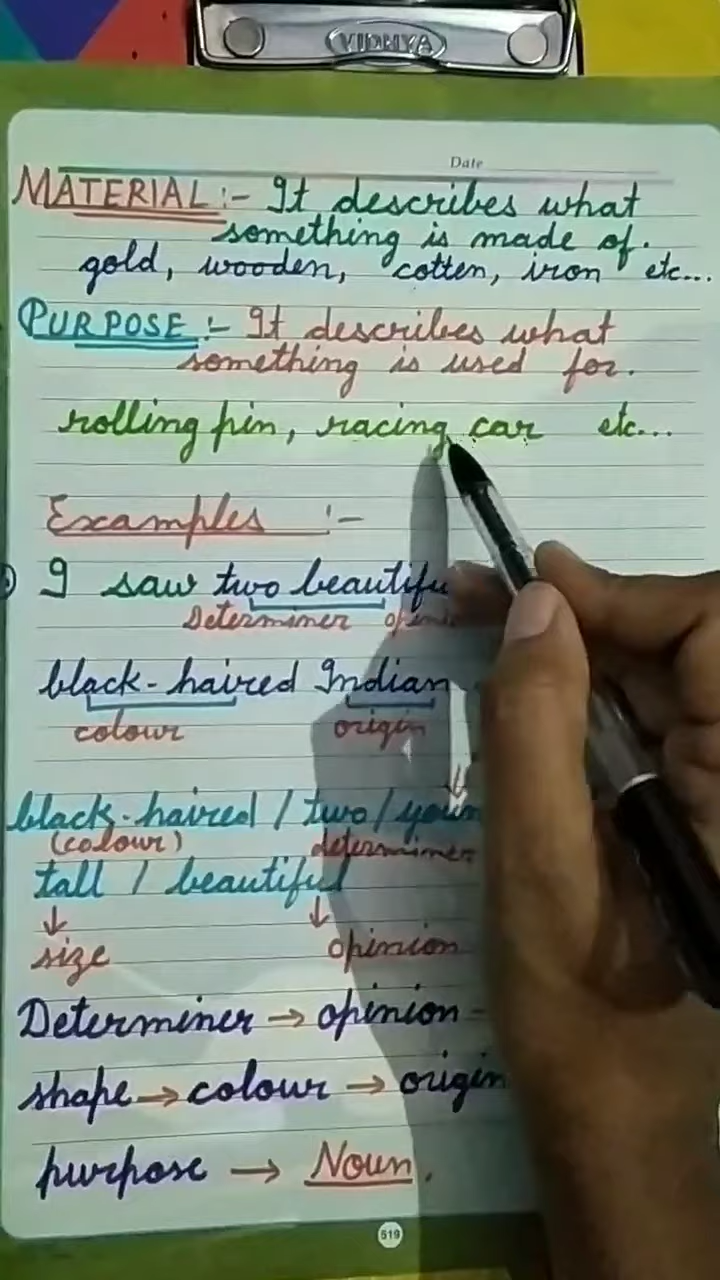 VIDHYA
Date
MATERIAL :- It describes what
something is made of.
gold, wooden, cotten, iron etc...
PURPOSE :- It describes what
something is used for.
rolling pin, racing car etc...
Examples :-
I saw two beautifu
Determiner
black-haired Indian
colour origin
black-haired / two /
(colour) determiner
tall / beautiful
size opinion
Determiner → opinion
shape → colour → origin
purpose → Noun.
519